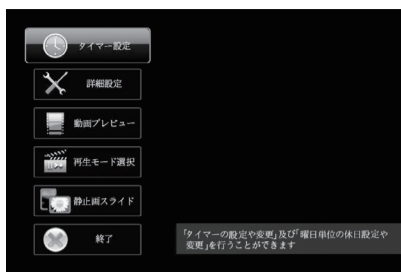 タイマー設定
詳細設定
動画プレビュー
再生モード選択
静止画スライド
終了
「タイマーの設定や変更」及び「曜日単位の休日設定や
変更」を行うことができます